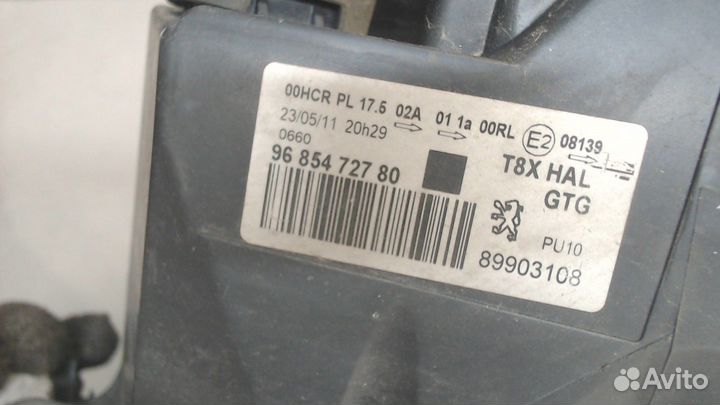 00HCR PL 17.5 02A 01 1a 00RL E2 08139
23/05/11 20h29
0660
96 854 727 80
T8X HAL
GTG
PU10
89903108
Avito